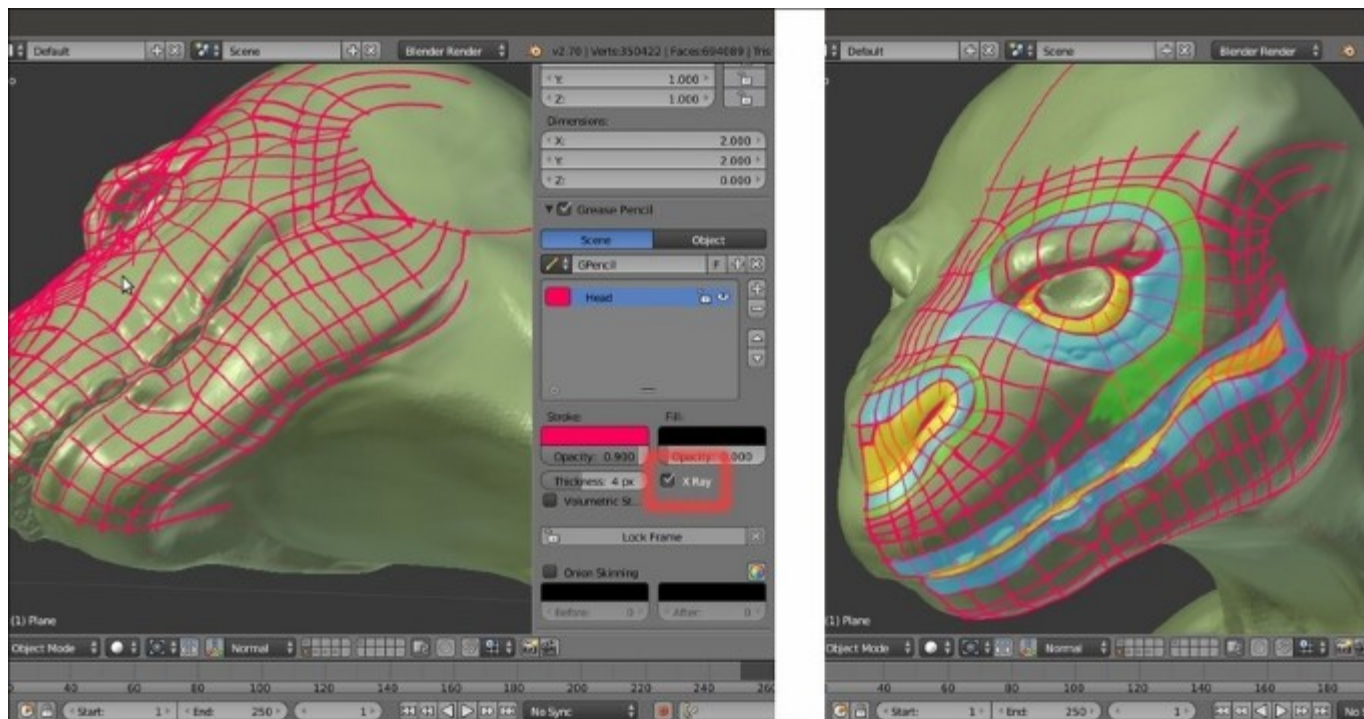 Default Scene Blender Render v2.70 | Verts:350422 | Faces:694089 | Tris
Y: 1.000
Z: 1.000
Dimensions:
X: 2.000
Y: 2.000
Z: 0.000
Grease Pencil
Scene Object
GPencil F
Head
Stroke: Fill:
Opacity: 0.900 Opacity: 0.000
Thickness: 4 px X Ray
Volumetric St...
Lock Frame
Onion Skinning
Before: 0 After: 0
(1) Plane
Object Mode Normal
40 60 80 100 120 140 160 180 200 220 240 260
Start: 1 End: 250 1 No Sync
Default Scene Blender Render
(1) Plane
Object Mode Normal
40 60 80 100 120 140 160 180
Start: 1 End: 250 1 No